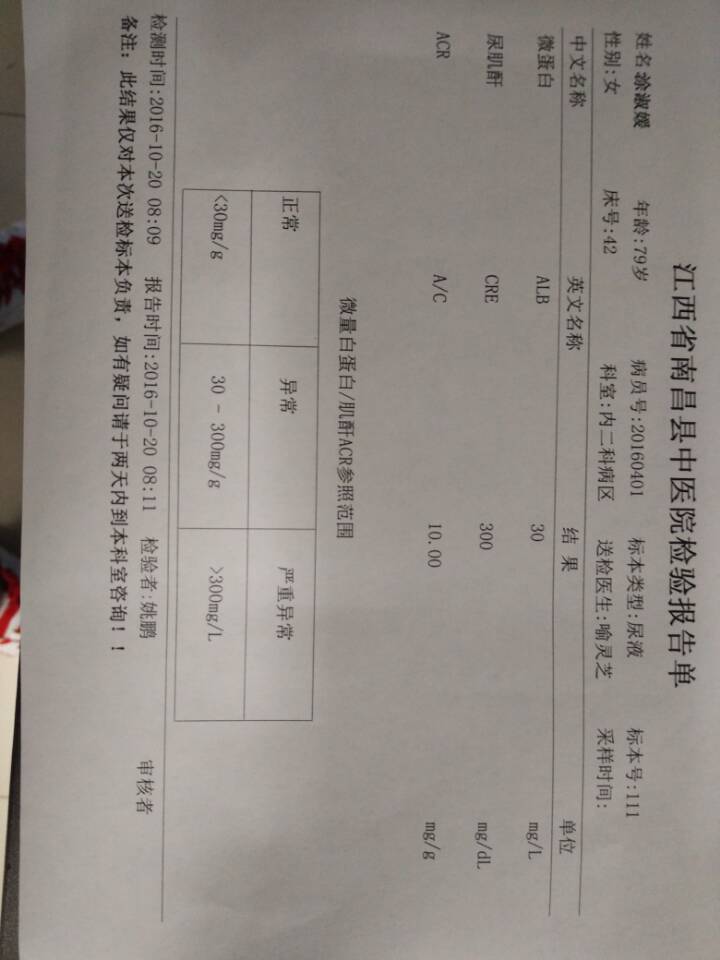 江西省南昌县中医院检验报告单
姓名:涂淑媛 年龄:79岁 病员号:20160401 标本类型:尿液 标本号:111
性别:女 床号:42 科室:内二科病区 送检医生:喻灵芝 采样时间:
中文名称 英文名称 结果 单位
微蛋白 ALB 30 mg/L
尿肌酐 CRE 300 mg/dL
ACR A/C 10.00 mg/g
微量白蛋白/肌酐ACR参照范围
正常 异常 严重异常
<30mg/g 30 - 300mg/g >300mg/L
检测时间:2016-10-20 08:09 报告时间:2016-10-20 08:11 检验者:姚鹏 审核者
备注: 此结果仅对本次送检标本负责, 如有疑问请于两天内到本科室咨询!!